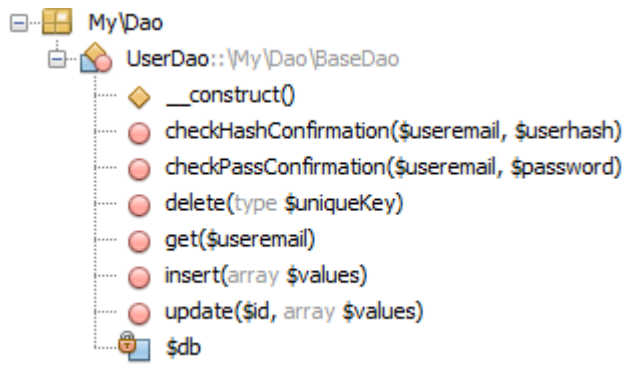 My\Dao
UserDao::\My\Dao\BaseDao
__construct()
checkHashConfirmation($useremail, $userhash)
checkPassConfirmation($useremail, $password)
delete(type $uniqueKey)
get($useremail)
insert(array $values)
update($id, array $values)
$db